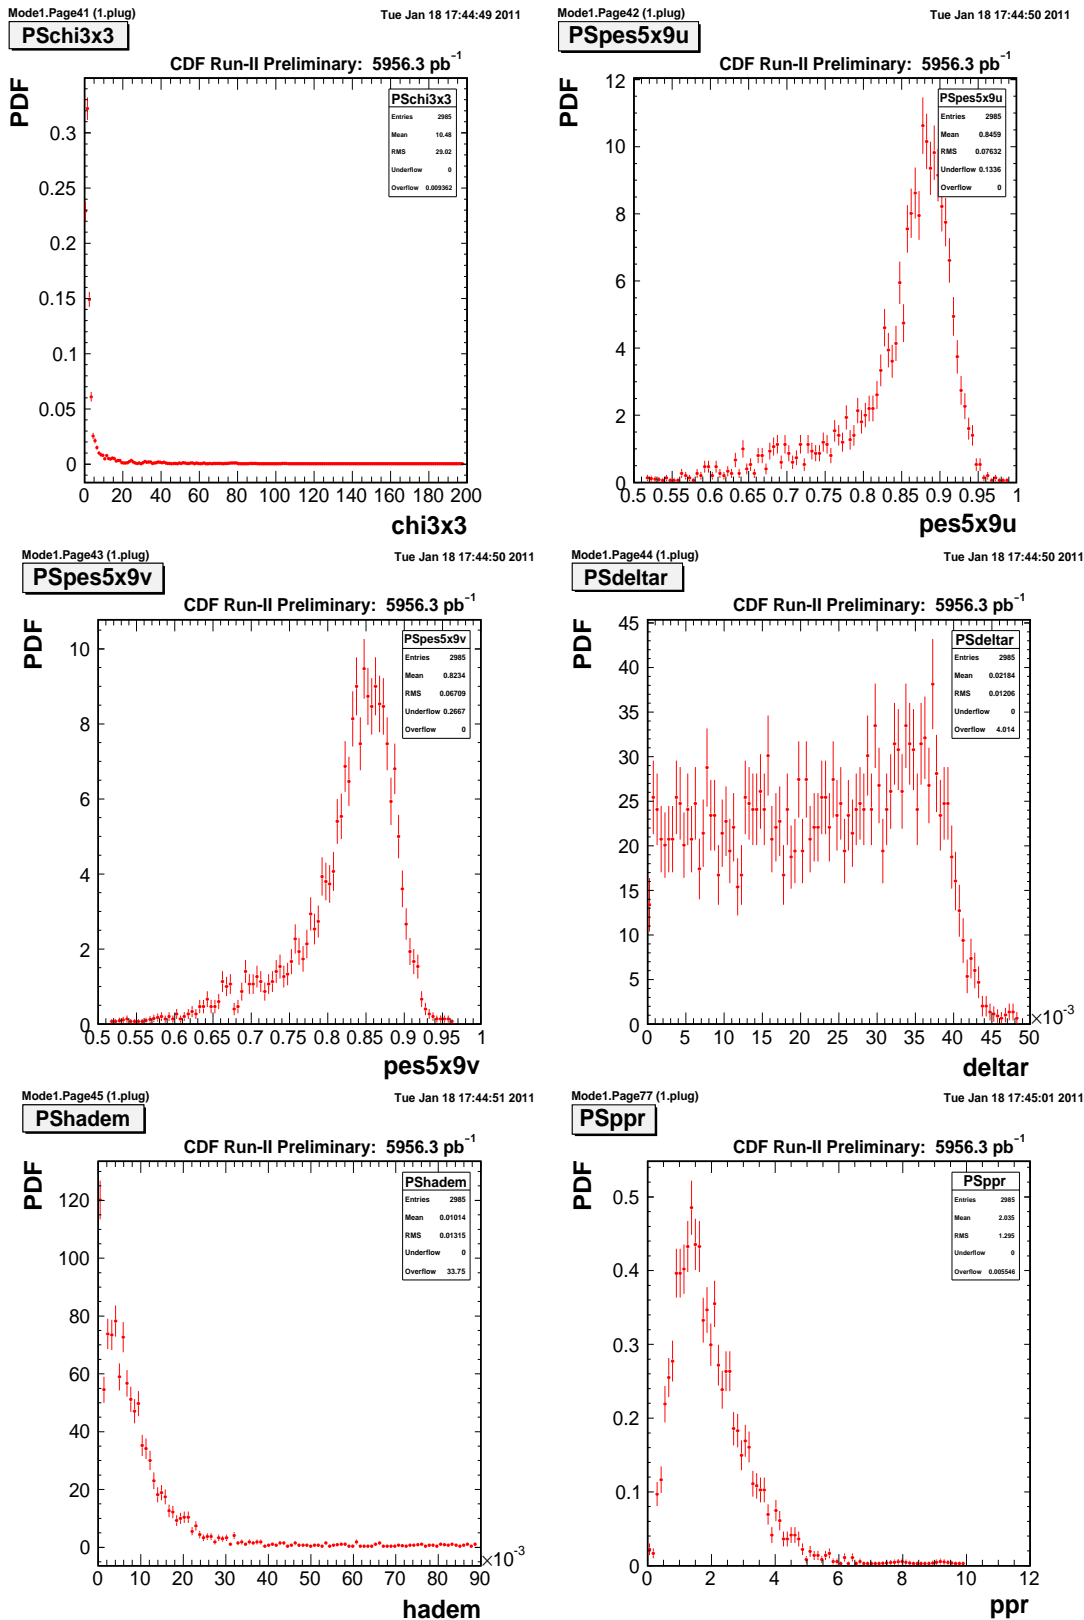 Mode1.Page41 (1.plug)
Tue Jan 18 17:44:49 2011
PSchi3x3
CDF Run-II Preliminary: 5956.3 pb⁻¹
PDF
PSchi3x3
Entries 2985
Mean 10.48
RMS 29.02
Underflow 0
Overflow 0.009362
0.3
0.25
0.2
0.15
0.1
0.05
0
0 20 40 60 80 100 120 140 160 180 200
chi3x3
Mode1.Page42 (1.plug)
Tue Jan 18 17:44:50 2011
PSpes5x9u
CDF Run-II Preliminary: 5956.3 pb⁻¹
PDF
PSpes5x9u
Entries 2985
Mean 0.8459
RMS 0.07632
Underflow 0.1336
Overflow 0
12
10
8
6
4
2
0
0.5 0.55 0.6 0.65 0.7 0.75 0.8 0.85 0.9 0.95 1
pes5x9u
Mode1.Page43 (1.plug)
Tue Jan 18 17:44:50 2011
PSpes5x9v
CDF Run-II Preliminary: 5956.3 pb⁻¹
PDF
PSpes5x9v
Entries 2985
Mean 0.8234
RMS 0.06709
Underflow 0.2667
Overflow 0
10
8
6
4
2
0
0.5 0.55 0.6 0.65 0.7 0.75 0.8 0.85 0.9 0.95 1
pes5x9v
Mode1.Page44 (1.plug)
Tue Jan 18 17:44:50 2011
PSdeltar
CDF Run-II Preliminary: 5956.3 pb⁻¹
PDF
PSdeltar
Entries 2985
Mean 0.02184
RMS 0.01206
Underflow 0
Overflow 4.014
45
40
35
30
25
20
15
10
5
0
0 5 10 15 20 25 30 35 40 45 50
×10⁻³
deltar
Mode1.Page45 (1.plug)
Tue Jan 18 17:44:51 2011
PShadem
CDF Run-II Preliminary: 5956.3 pb⁻¹
PDF
PShadem
Entries 2985
Mean 0.01014
RMS 0.01315
Underflow 0
Overflow 33.75
120
100
80
60
40
20
0
0 10 20 30 40 50 60 70 80 90
×10⁻³
hadem
Mode1.Page77 (1.plug)
Tue Jan 18 17:45:01 2011
PSppr
CDF Run-II Preliminary: 5956.3 pb⁻¹
PDF
PSppr
Entries 2985
Mean 2.035
RMS 1.295
Underflow 0
Overflow 0.005546
0.5
0.4
0.3
0.2
0.1
0
0 2 4 6 8 10 12
ppr